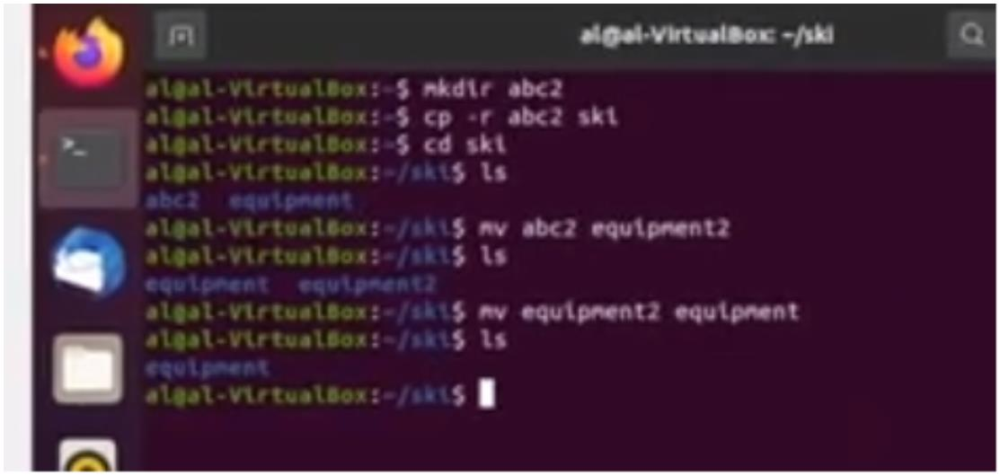 al@al-VirtualBox: ~/ski
al@al-VirtualBox:~$ mkdir abc2
al@al-VirtualBox:~$ cp -r abc2 ski
al@al-VirtualBox:~$ cd ski
al@al-VirtualBox:~/ski$ ls
abc2  equipment
al@al-VirtualBox:~/ski$ mv abc2 equipment2
al@al-VirtualBox:~/ski$ ls
equipment  equipment2
al@al-VirtualBox:~/ski$ mv equipment2 equipment
al@al-VirtualBox:~/ski$ ls
equipment
al@al-VirtualBox:~/ski$